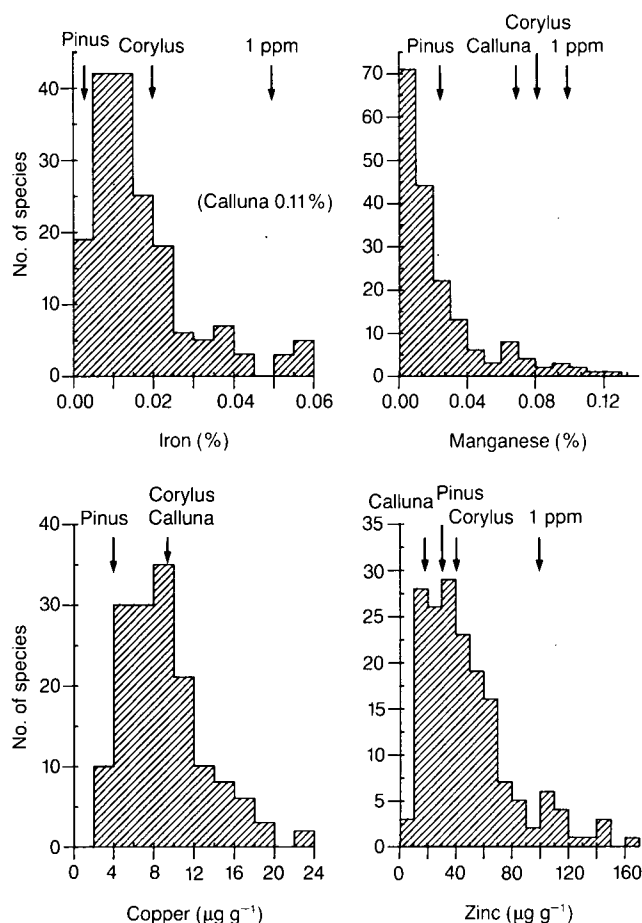 Pinus Corylus 1 ppm
40
30
20
10
0
No. of species
(Calluna 0.11%)
0.00 0.02 0.04 0.06
Iron (%)
Corylus
Pinus Calluna 1 ppm
70
60
50
40
30
20
10
0
0.00 0.04 0.08 0.12
Manganese (%)
Corylus
Pinus Calluna
40
30
20
10
0
No. of species
0 4 8 12 16 20 24
Copper (µg g⁻¹)
Calluna Pinus
Corylus 1 ppm
35
30
25
20
15
10
5
0
0 40 80 120 160
Zinc (µg g⁻¹)